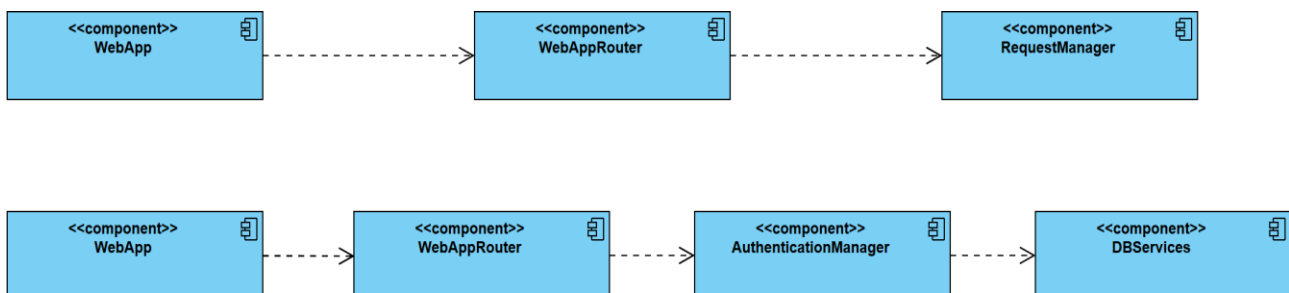 <<component>>
WebApp
<<component>>
WebAppRouter
<<component>>
RequestManager
<<component>>
WebApp
<<component>>
WebAppRouter
<<component>>
AuthenticationManager
<<component>>
DBServices